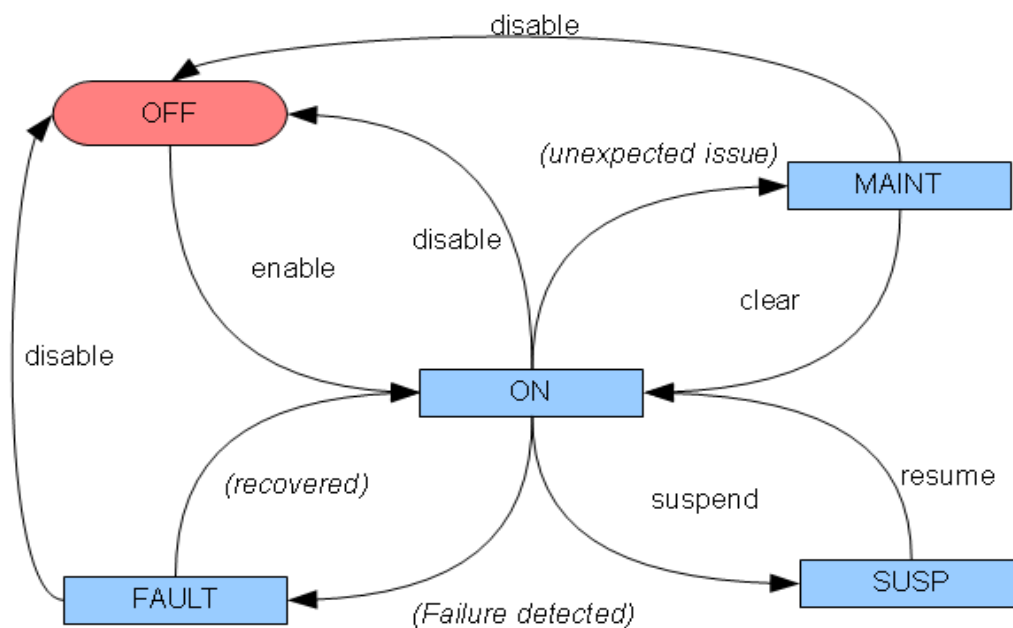 disable
OFF
(unexpected issue)
MAINT
disable
enable
clear
disable
ON
(recovered)
resume
suspend
FAULT
SUSP
(Failure detected)